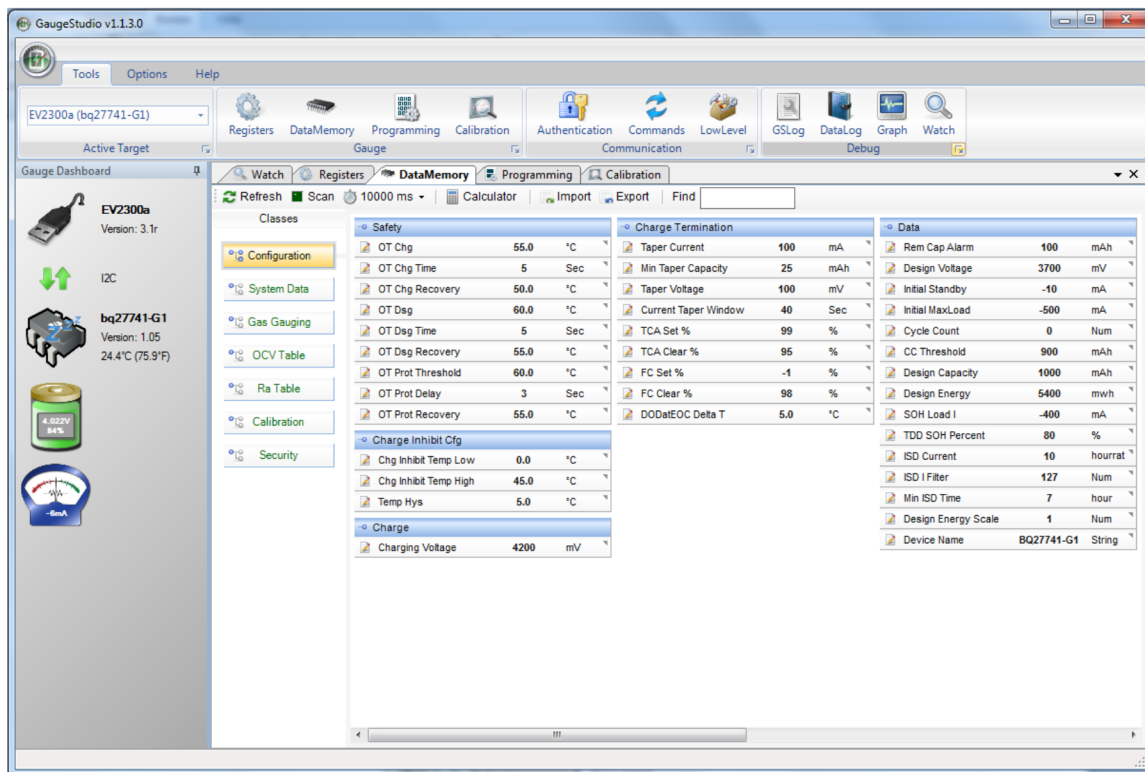 GaugeStudio v1.1.3.0
Tools Options Help
EV2300a (bq27741-G1)
Active Target
Registers DataMemory Programming Calibration
Gauge
Authentication Commands LowLevel
Communication
GSLog DataLog Graph Watch
Debug
Gauge Dashboard
EV2300a
Version: 3.1r
I2C
bq27741-G1
Version: 1.05
24.4°C (75.9°F)
4.022V
84%
-6mA
Watch Registers DataMemory Programming Calibration
Refresh Scan 10000 ms Calculator Import Export Find
Classes
Configuration
System Data
Gas Gauging
OCV Table
Ra Table
Calibration
Security
Safety
OT Chg 55.0 °C
OT Chg Time 5 Sec
OT Chg Recovery 50.0 °C
OT Dsg 60.0 °C
OT Dsg Time 5 Sec
OT Dsg Recovery 55.0 °C
OT Prot Threshold 60.0 °C
OT Prot Delay 3 Sec
OT Prot Recovery 55.0 °C
Charge Inhibit Cfg
Chg Inhibit Temp Low 0.0 °C
Chg Inhibit Temp High 45.0 °C
Temp Hys 5.0 °C
Charge
Charging Voltage 4200 mV
Charge Termination
Taper Current 100 mA
Min Taper Capacity 25 mAh
Taper Voltage 100 mV
Current Taper Window 40 Sec
TCA Set % 99 %
TCA Clear % 95 %
FC Set % -1 %
FC Clear % 98 %
DODatEOC Delta T 5.0 °C
Data
Rem Cap Alarm 100 mAh
Design Voltage 3700 mV
Initial Standby -10 mA
Initial MaxLoad -500 mA
Cycle Count 0 Num
CC Threshold 900 mAh
Design Capacity 1000 mAh
Design Energy 5400 mwh
SOH Load I -400 mA
TDD SOH Percent 80 %
ISD Current 10 hourrat
ISD I Filter 127 Num
Min ISD Time 7 hour
Design Energy Scale 1 Num
Device Name BQ27741-G1 String